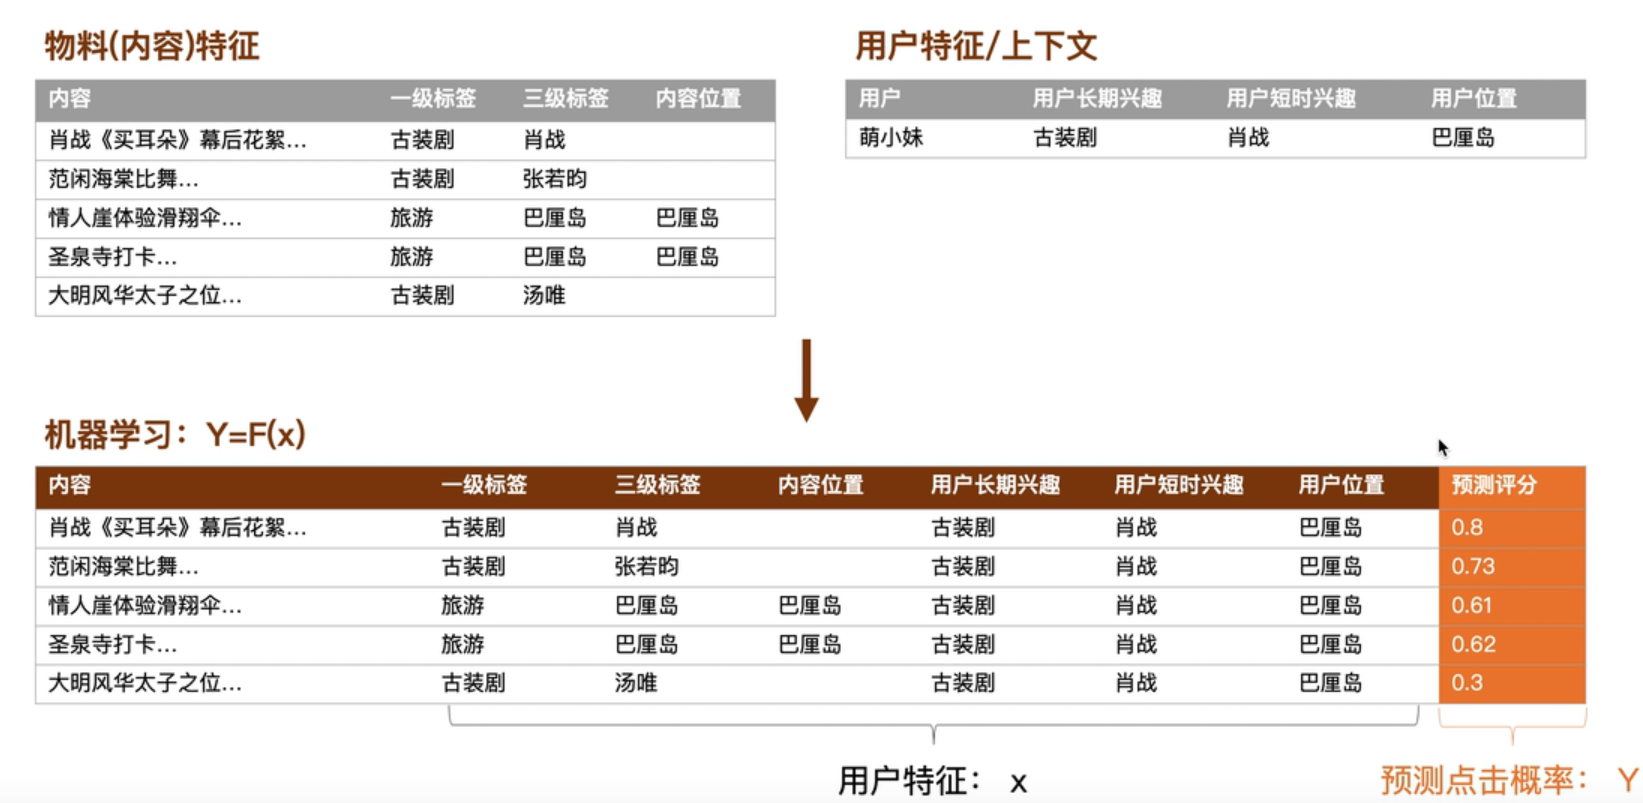 物料(内容)特征
内容 一级标签 三级标签 内容位置
肖战《买耳朵》幕后花絮... 古装剧 肖战
范闲海棠比舞... 古装剧 张若昀
情人崖体验滑翔伞... 旅游 巴厘岛 巴厘岛
圣泉寺打卡... 旅游 巴厘岛 巴厘岛
大明风华太子之位... 古装剧 汤唯
用户特征/上下文
用户 用户长期兴趣 用户短时兴趣 用户位置
萌小妹 古装剧 肖战 巴厘岛
机器学习：Y=F(x)
内容 一级标签 三级标签 内容位置 用户长期兴趣 用户短时兴趣 用户位置 预测评分
肖战《买耳朵》幕后花絮... 古装剧 肖战 古装剧 肖战 巴厘岛 0.8
范闲海棠比舞... 古装剧 张若昀 古装剧 肖战 巴厘岛 0.73
情人崖体验滑翔伞... 旅游 巴厘岛 巴厘岛 古装剧 肖战 巴厘岛 0.61
圣泉寺打卡... 旅游 巴厘岛 巴厘岛 古装剧 肖战 巴厘岛 0.62
大明风华太子之位... 古装剧 汤唯 古装剧 肖战 巴厘岛 0.3
用户特征： x
预测点击概率： Y